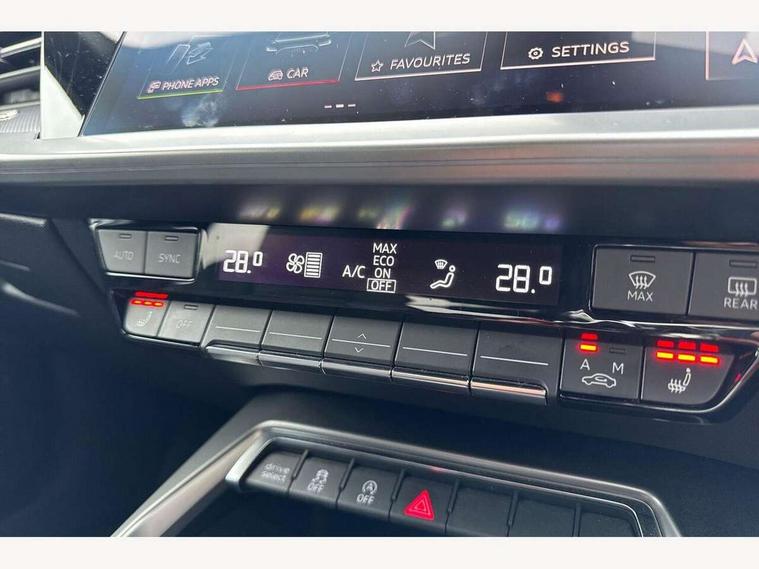 PHONE APPS
CAR
FAVOURITES
SETTINGS
AUTO
SYNC
28.0
A/C
MAX
ECO
ON
OFF
28.0
MAX
REAR
OFF
A M
drive
select
OFF
OFF